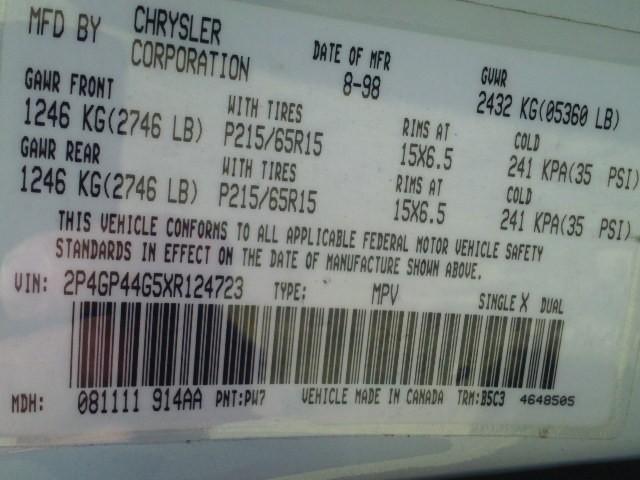 MFD BY CHRYSLER CORPORATION DATE OF MFR 8-98 GVWR 2432 KG(05360 LB)
GAWR FRONT WITH TIRES RIMS AT COLD
1246 KG(2746 LB) P215/65R15 15X6.5 241 KPA(35 PSI)
GAWR REAR WITH TIRES RIMS AT COLD
1246 KG(2746 LB) P215/65R15 15X6.5 241 KPA(35 PSI)
THIS VEHICLE CONFORMS TO ALL APPLICABLE FEDERAL MOTOR VEHICLE SAFETY
STANDARDS IN EFFECT ON THE DATE OF MANUFACTURE SHOWN ABOVE.
VIN: 2P4GP44G5XR124723 TYPE: MPV SINGLE X DUAL
MDH: 081111 914AA PNT:PW7 VEHICLE MADE IN CANADA TRM:B5C3 4648505